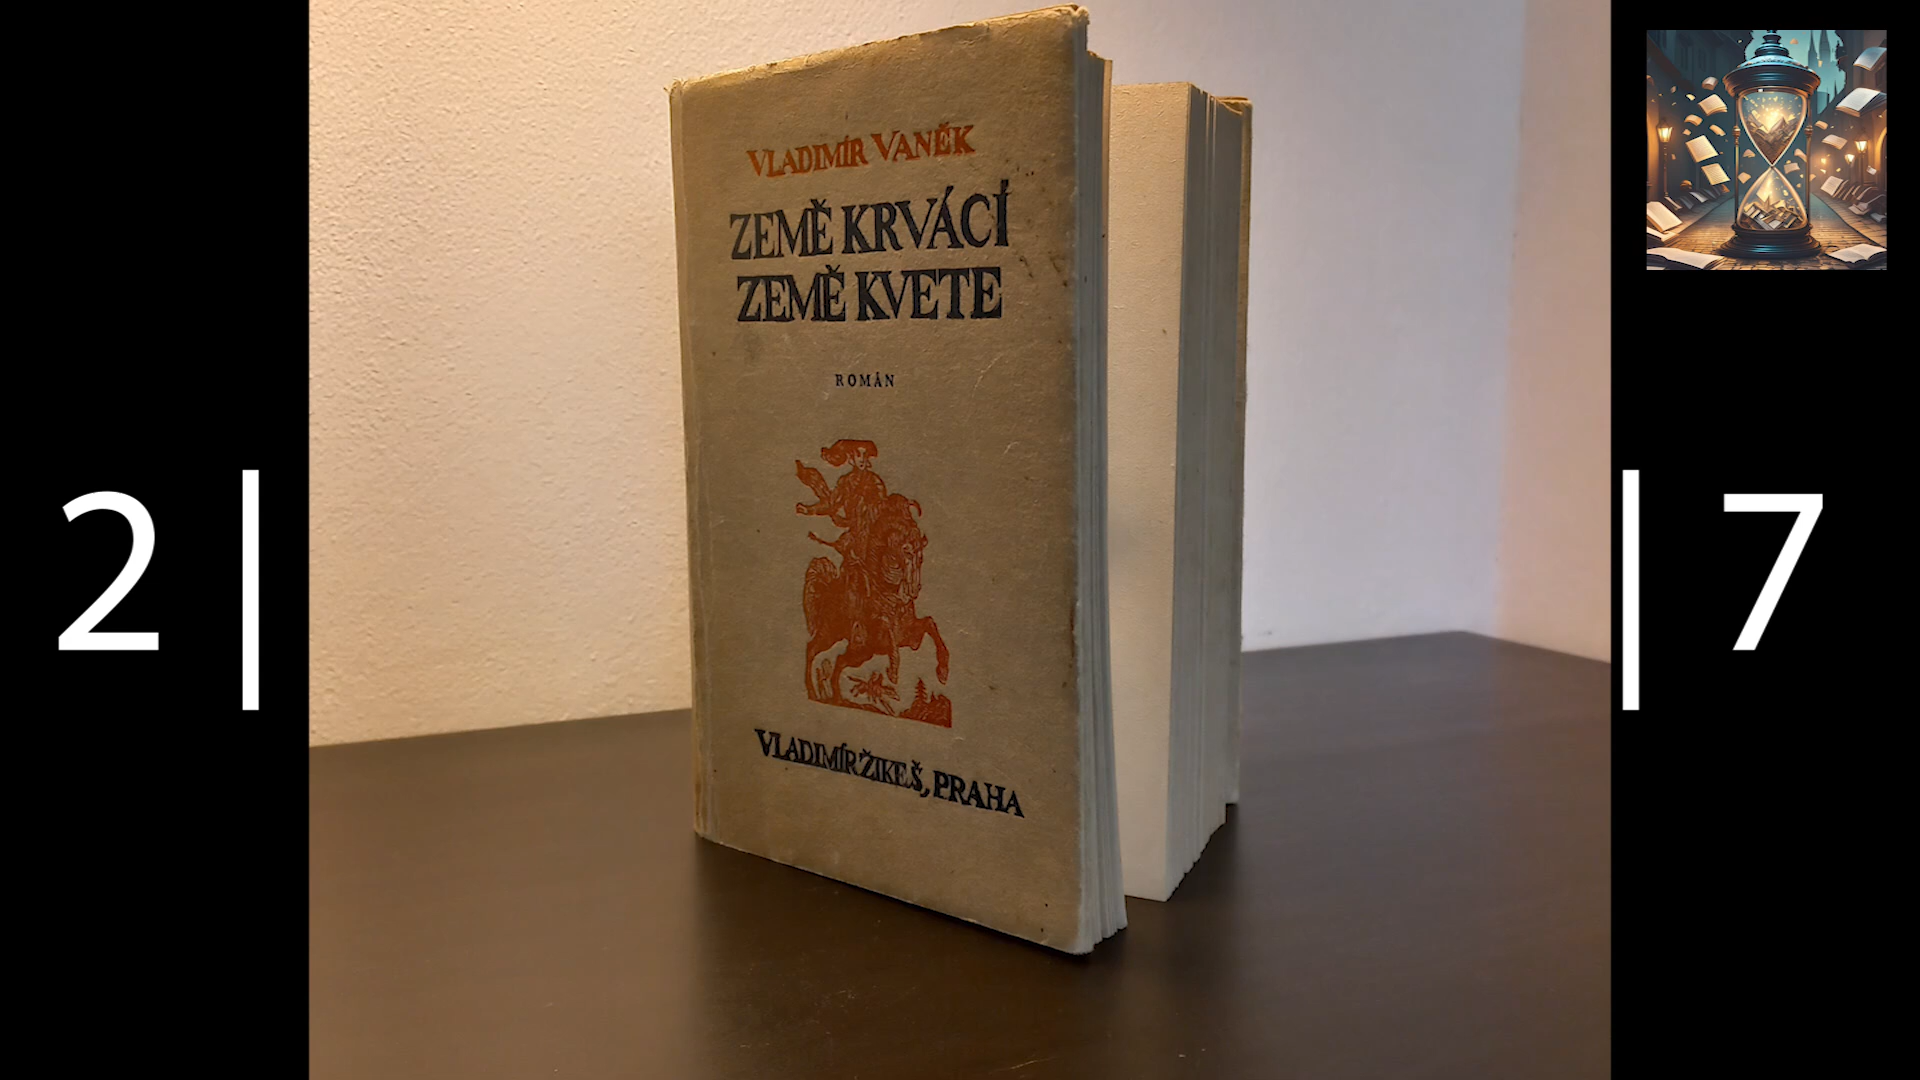 VLADIMÍR VANĚK
ZEMĚ KRVÁCÍ
ZEMĚ KVETE
ROMÁN
VLADIMÍR ŽIKEŠ, PRAHA
2 |
| 7